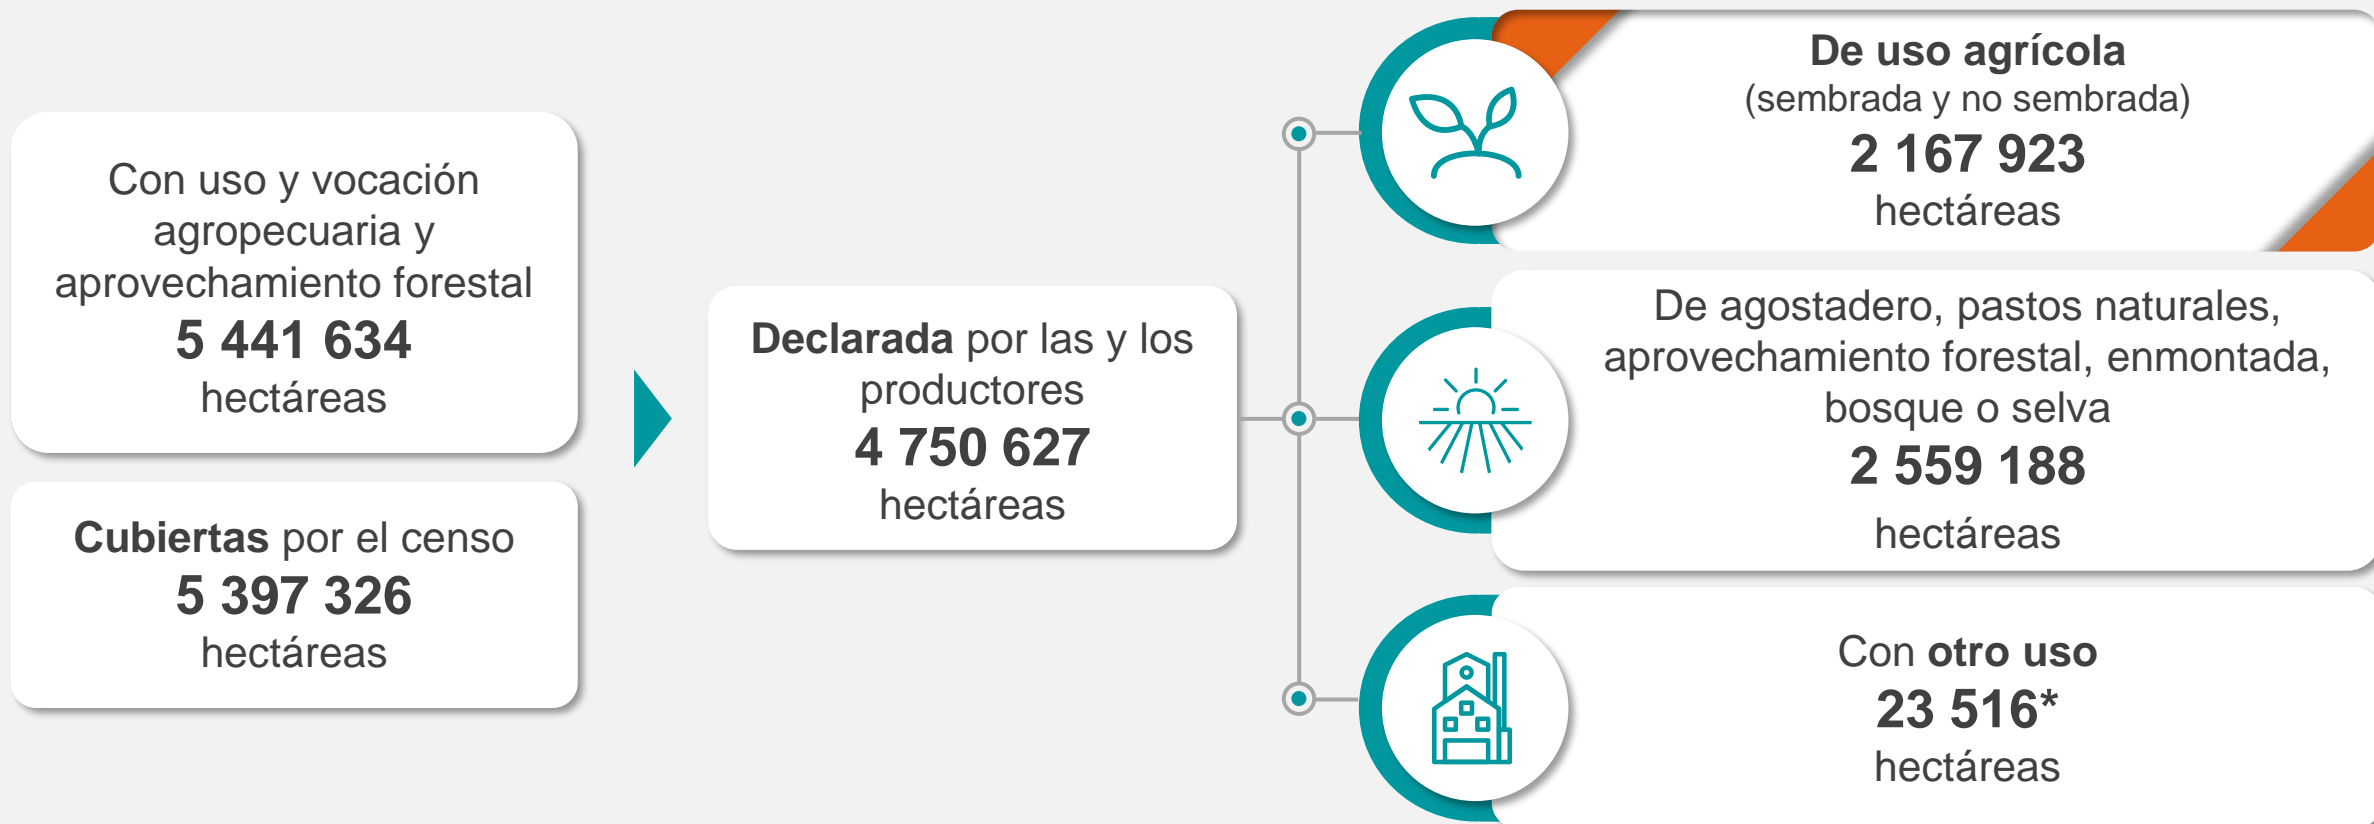 Con uso y vocación
agropecuaria y
aprovechamiento forestal
5 441 634
hectáreas
Cubiertas por el censo
5 397 326
hectáreas
Declarada por las y los
productores
4 750 627
hectáreas
De uso agrícola
(sembrada y no sembrada)
2 167 923
hectáreas
De agostadero, pastos naturales,
aprovechamiento forestal, enmontada,
bosque o selva
2 559 188
hectáreas
Con otro uso
23 516*
hectáreas